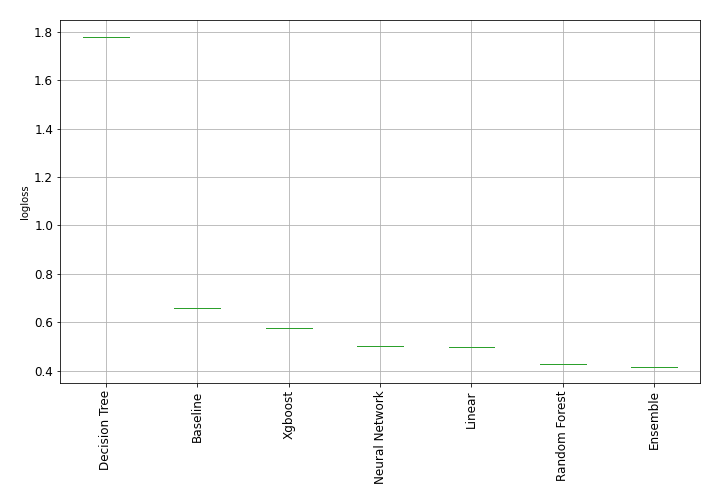 1.8
1.6
1.4
1.2
1.0
0.8
0.6
0.4
logloss
Decision Tree
Baseline
Xgboost
Neural Network
Linear
Random Forest
Ensemble